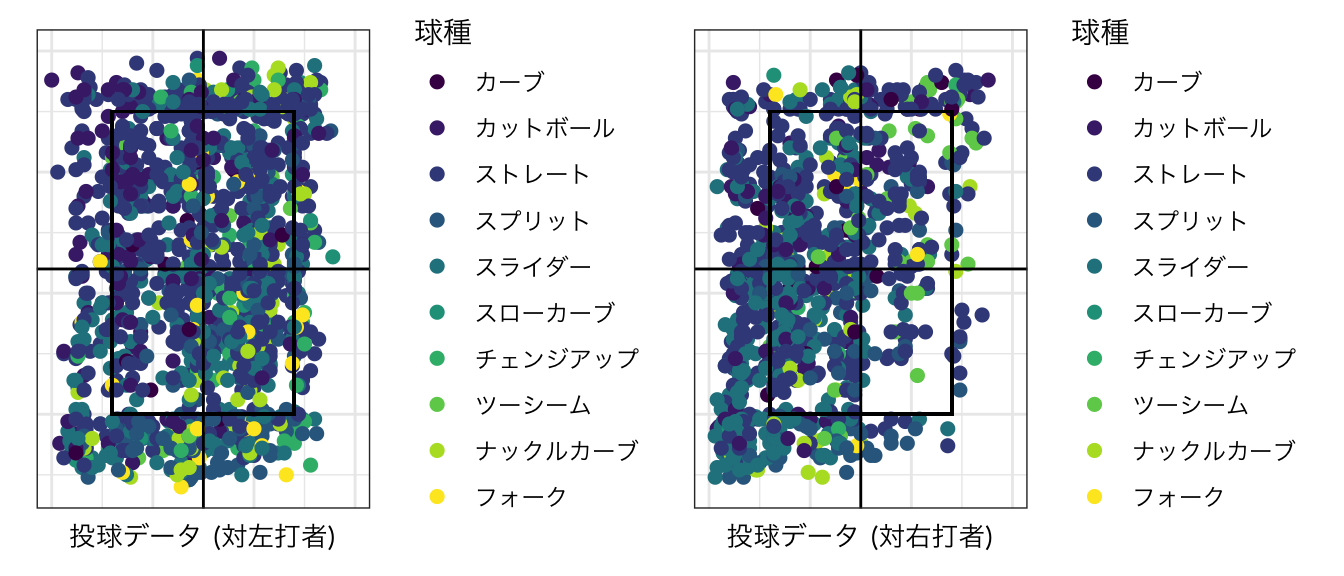 球種
カーブ
カットボール
ストレート
スプリット
スライダー
スローカーブ
チェンジアップ
ツーシーム
ナックルカーブ
フォーク
投球データ (対左打者)
球種
カーブ
カットボール
ストレート
スプリット
スライダー
スローカーブ
チェンジアップ
ツーシーム
ナックルカーブ
フォーク
投球データ (対右打者)